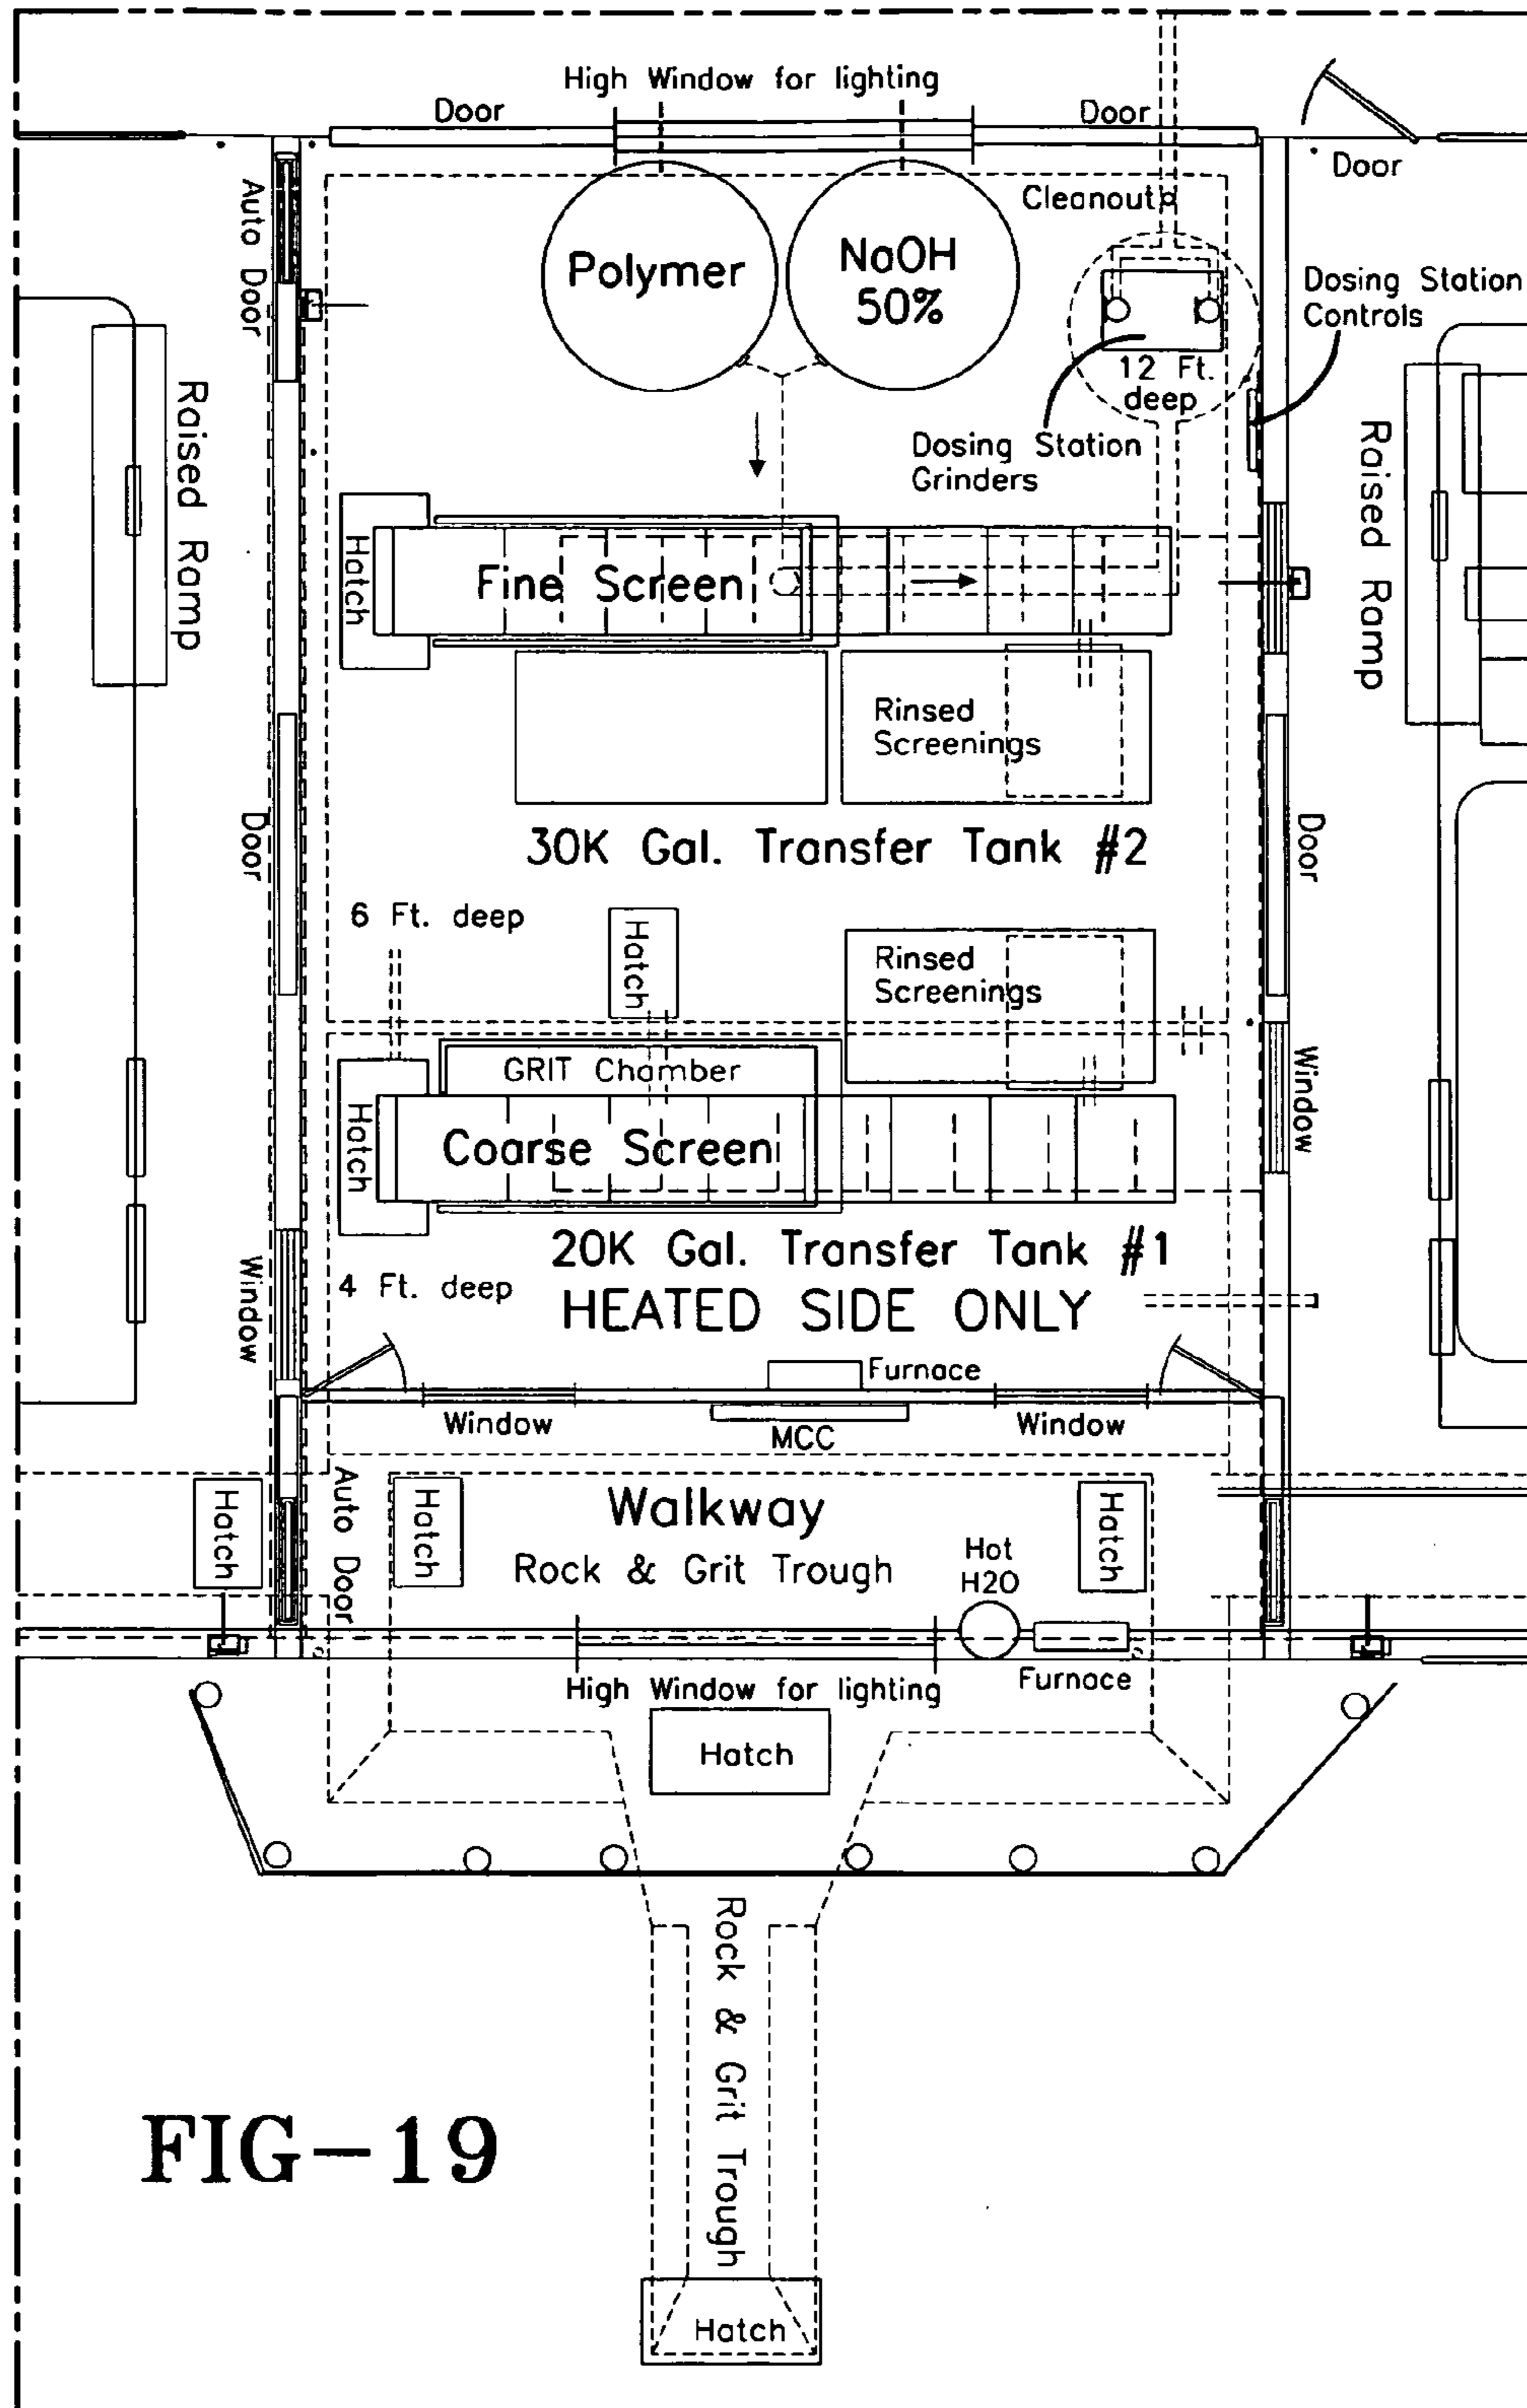 High Window for lighting
Door
Door
Door
Auto Door
Cleanout
Polymer
NaOH
50%
Dosing Station
Controls
12 Ft.
deep
Raised Ramp
Raised Ramp
Dosing Station
Grinders
Hatch
Fine Screen
Rinsed
Screenings
30K Gal. Transfer Tank #2
Door
Door
6 Ft. deep
Hatch
Rinsed
Screenings
GRIT Chamber
Window
Hatch
Coarse Screen
20K Gal. Transfer Tank #1
4 Ft. deep
HEATED SIDE ONLY
Window
Furnace
Window
MCC
Window
Auto Door
Hatch
Hatch
Walkway
Hatch
Rock & Grit Trough
Hot
H2O
High Window for lighting
Furnace
Hatch
Rock & Grit Trough
Hatch
FIG-19